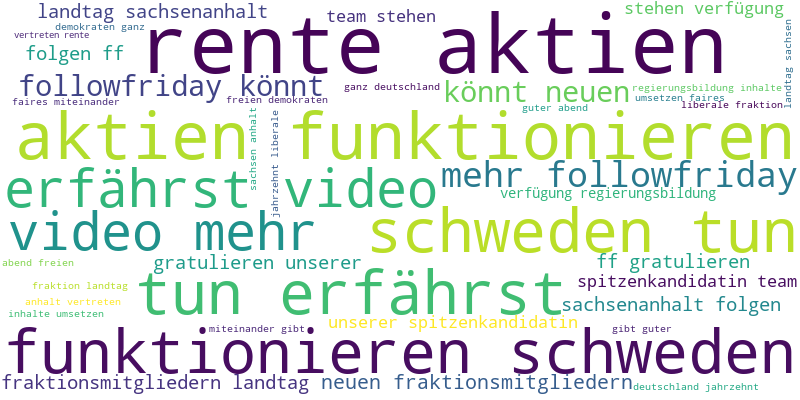 landtag sachsenanhalt
team stehen
stehen verfügung
demokraten ganz
vertreten rente
rente aktien
landtag sachsen
folgen ff
followfriday könnt
ganz deutschland
könnt neuen
regierungsbildung inhalte
faires miteinander
freien demokraten
umsetzen faires
liberale fraktion
guter abend
aktien funktionieren
sachsen anhalt
jahrzehnt liberale
erfährst video
mehr followfriday
verfügung regierungsbildung
video mehr
schweden tun
abend freien
gratulieren unserer
ff gratulieren
tun erfährst
spitzenkandidatin team
fraktion landtag
anhalt vertreten
sachsenanhalt folgen
inhalte umsetzen
unserer spitzenkandidatin
miteinander gibt
gibt guter
funktionieren schweden
fraktionsmitgliedern landtag
neuen fraktionsmitgliedern
deutschland jahrzehnt